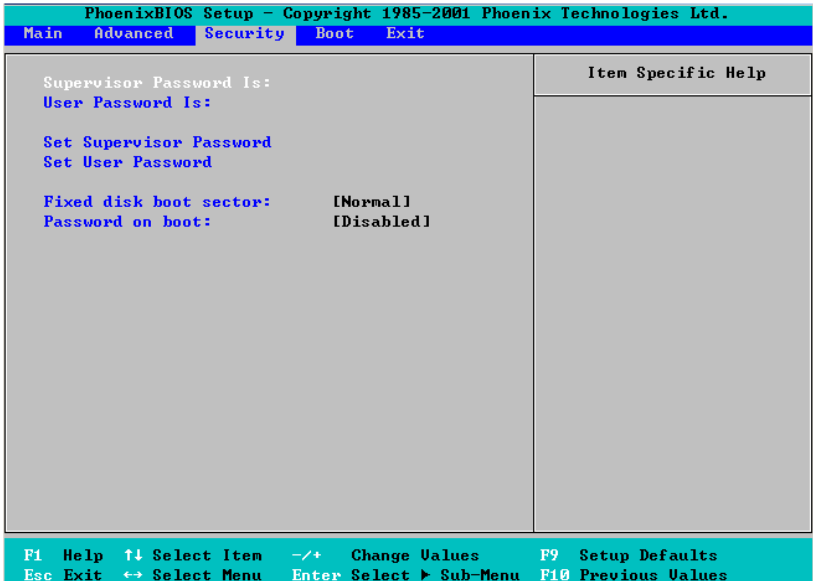 PhoenixBIOS Setup – Copyright 1985-2001 Phoenix Technologies Ltd.
Main Advanced Security Boot Exit
Supervisor Password Is:
User Password Is:
Set Supervisor Password
Set User Password
Fixed disk boot sector: [Normal]
Password on boot: [Disabled]
Item Specific Help
F1 Help ↑↓ Select Item -/+ Change Values F9 Setup Defaults
Esc Exit ↔ Select Menu Enter Select ▶ Sub-Menu F10 Previous Values